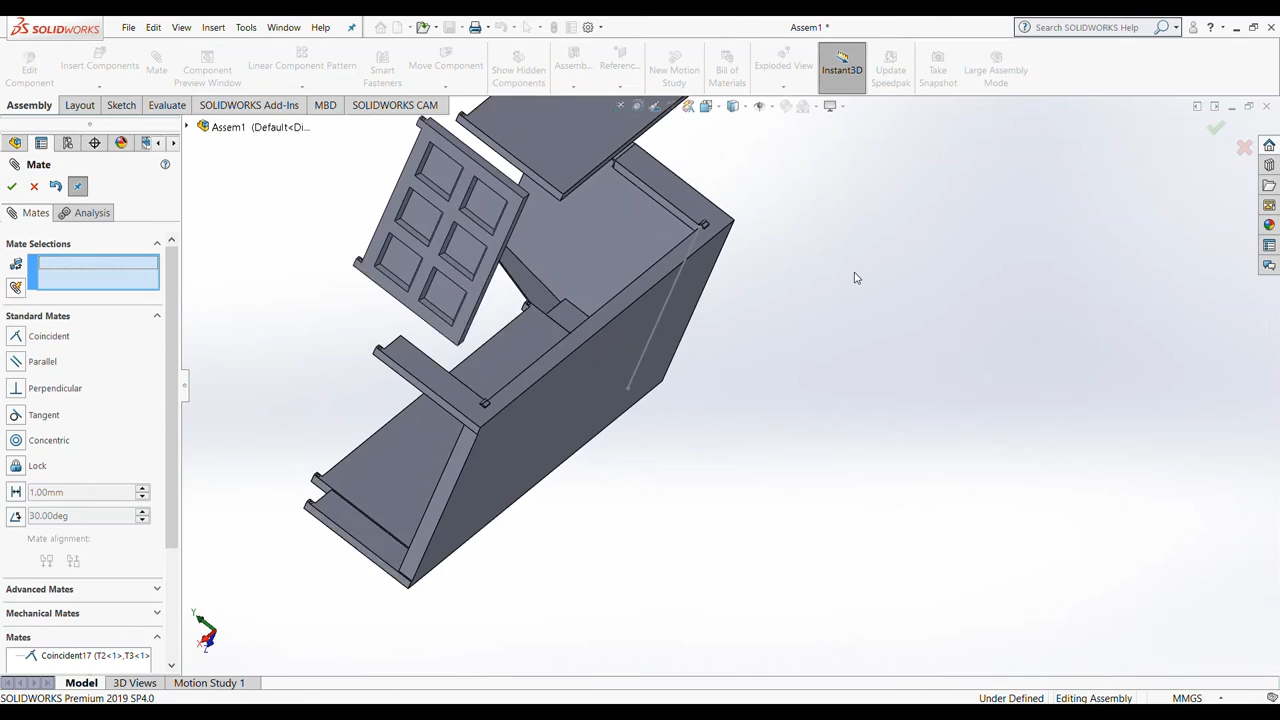 SOLIDWORKS File Edit View Insert Tools Window Help Assem1 * Search SOLIDWORKS Help
Edit Component
Insert Components
Mate
Component Preview Window
Linear Component Pattern
Smart Fasteners
Move Component
Show Hidden Components
Assemb...
Referenc...
New Motion Study
Bill of Materials
Exploded View
Instant3D
Update Speedpak
Take Snapshot
Large Assembly Mode
Assembly Layout Sketch Evaluate SOLIDWORKS Add-Ins MBD SOLIDWORKS CAM
Assem1 (Default<Di...
Mate
Mates Analysis
Mate Selections
Standard Mates
Coincident
Parallel
Perpendicular
Tangent
Concentric
Lock
1.00mm
30.00deg
Mate alignment:
Advanced Mates
Mechanical Mates
Mates
Coincident17 (T2<1>,T3<1>
Y
X
Z
Model 3D Views Motion Study 1
SOLIDWORKS Premium 2019 SP4.0 Under Defined Editing Assembly MMGS